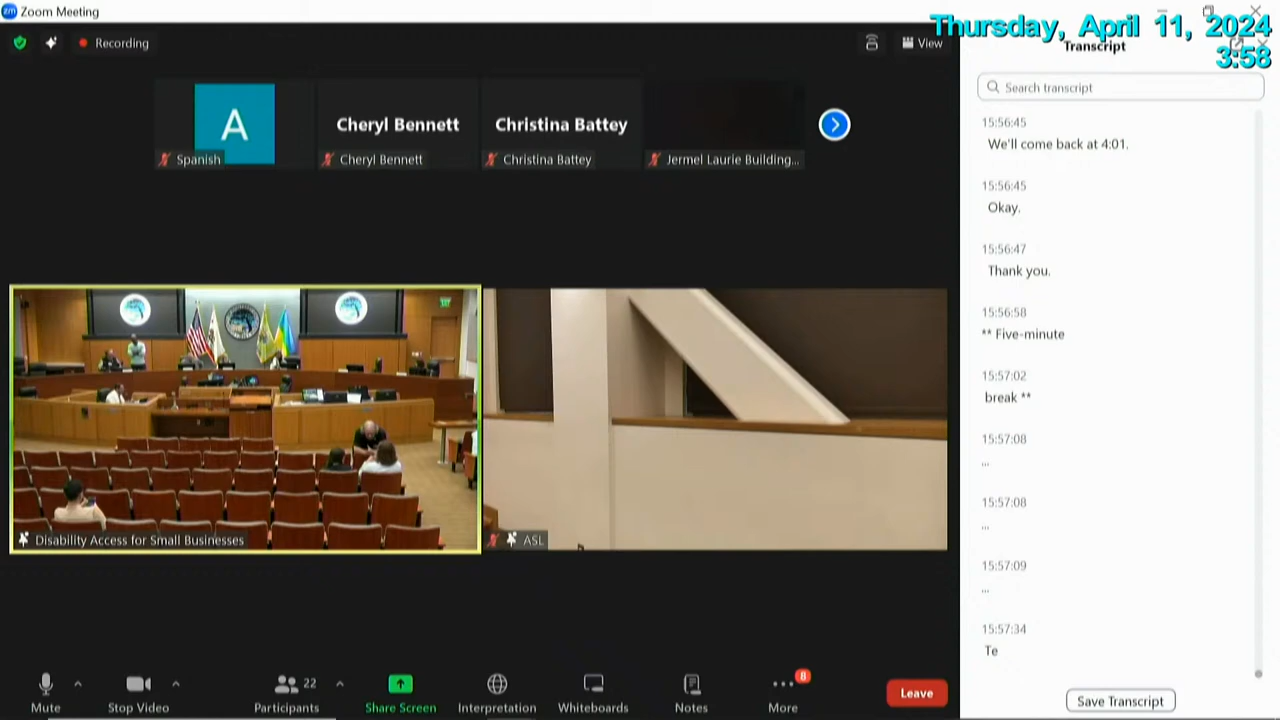 zm Zoom Meeting
Thursday, April 11, 2024
3:58
Recording
View
Transcript
Search transcript
A
Spanish
Cheryl Bennett
Cheryl Bennett
Christina Battey
Christina Battey
Jermel Laurie Building...
15:56:45
We'll come back at 4:01.
15:56:45
Okay.
15:56:47
Thank you.
15:56:58
** Five-minute
15:57:02
break **
15:57:08
...
15:57:08
...
15:57:09
...
15:57:34
Te
Disability Access for Small Businesses
ASL
Mute
Stop Video
22
Participants
Share Screen
Interpretation
Whiteboards
Notes
8
More
Leave
Save Transcript